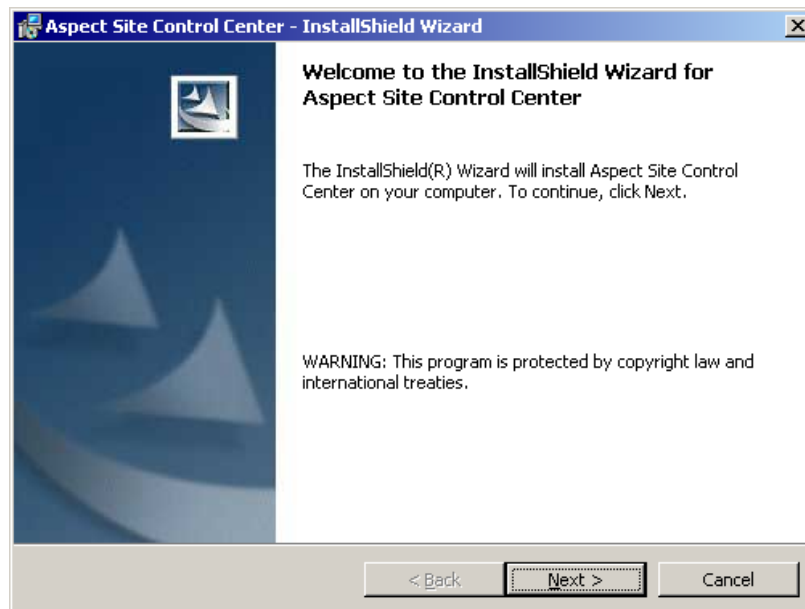 Aspect Site Control Center - InstallShield Wizard
Welcome to the InstallShield Wizard for
Aspect Site Control Center
The InstallShield(R) Wizard will install Aspect Site Control
Center on your computer. To continue, click Next.
WARNING: This program is protected by copyright law and
international treaties.
< Back
Next >
Cancel